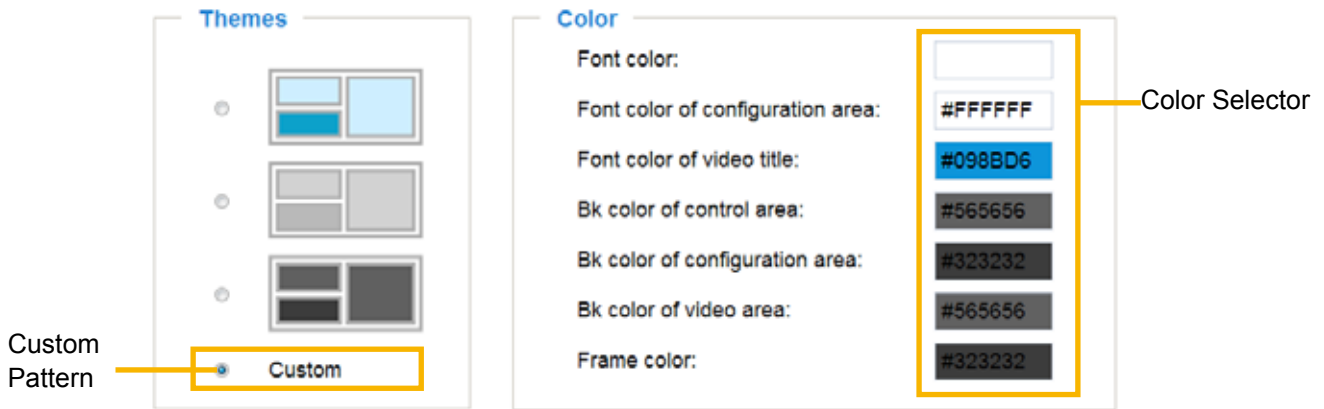 Themes
Custom
Custom
Pattern
Color
Font color:
Font color of configuration area: #FFFFFF
Font color of video title: #098BD6
Bk color of control area: #565656
Bk color of configuration area: #323232
Bk color of video area: #565656
Frame color: #323232
Color Selector